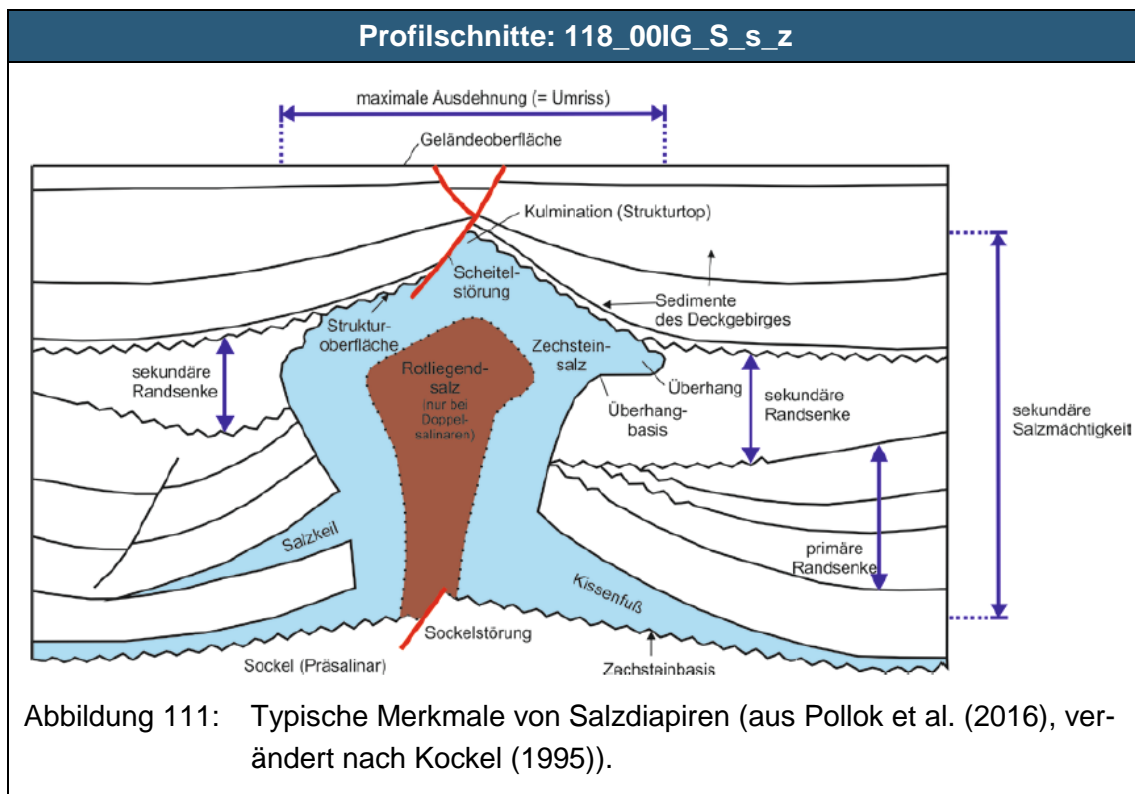 Profilschnitte: 118_00IG_S_s_z
maximale Ausdehnung (= Umriss)
Geländeoberfläche
Kulmination (Strukturtop)
Scheitel-
störung
Sedimente
des Deckgebirges
Struktur-
oberfläche
Zechstein-
salz
sekundäre
Randsenke
Rotliegend-
salz
(nur bei
Doppel-
salinaren)
Überhang
Überhang-
basis
sekundäre
Randsenke
sekundäre
Salzmächtigkeit
Salzkeil
primäre
Randsenke
Kissenfuß
Sockelstörung
Sockel (Präsalinar)
Zechsteinbasis
Abbildung 111: Typische Merkmale von Salzdiapiren (aus Pollok et al. (2016), ver-
ändert nach Kockel (1995)).